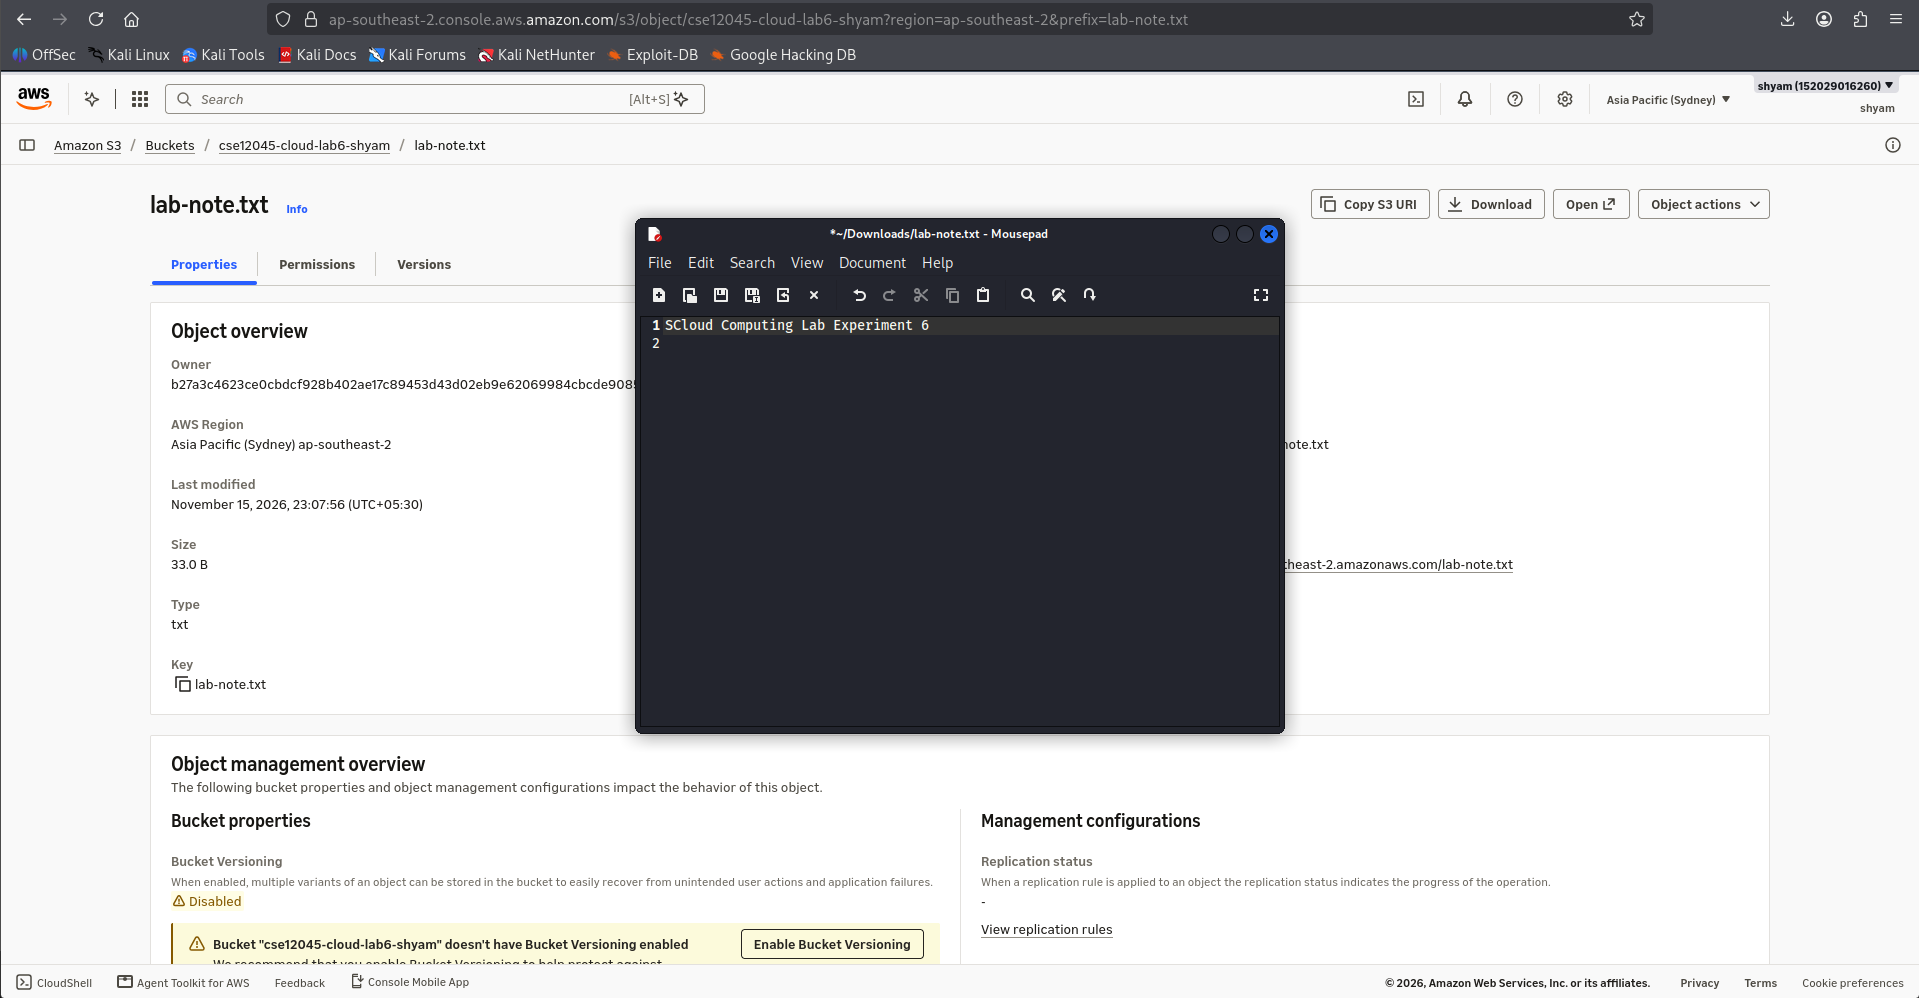 ap-southeast-2.console.aws.amazon.com/s3/object/cse12045-cloud-lab6-shyam?region=ap-southeast-2&prefix=lab-note.txt
OffSec Kali Linux Kali Tools Kali Docs Kali Forums Kali NetHunter Exploit-DB Google Hacking DB
aws Search [Alt+S] Asia Pacific (Sydney) shyam (152029016260)
shyam
Amazon S3 / Buckets / cse12045-cloud-lab6-shyam / lab-note.txt
lab-note.txt Info Copy S3 URI Download Open Object actions
Properties Permissions Versions
*~/Downloads/lab-note.txt - Mousepad
File Edit Search View Document Help
1 SCloud Computing Lab Experiment 6
2
Object overview
Owner
b27a3c4623ce0cbdcf928b402ae17c89453d43d02eb9e62069984cbcde908
AWS Region
Asia Pacific (Sydney) ap-southeast-2
note.txt
Last modified
November 15, 2026, 23:07:56 (UTC+05:30)
Size
33.0 B
theast-2.amazonaws.com/lab-note.txt
Type
txt
Key
lab-note.txt
Object management overview
The following bucket properties and object management configurations impact the behavior of this object.
Bucket properties
Bucket Versioning
When enabled, multiple variants of an object can be stored in the bucket to easily recover from unintended user actions and application failures.
Disabled
Bucket "cse12045-cloud-lab6-shyam" doesn't have Bucket Versioning enabled
We recommend that you enable Bucket Versioning to help protect against
Enable Bucket Versioning
Management configurations
Replication status
When a replication rule is applied to an object the replication status indicates the progress of the operation.
-
View replication rules
CloudShell Agent Toolkit for AWS Feedback Console Mobile App © 2026, Amazon Web Services, Inc. or its affiliates. Privacy Terms Cookie preferences